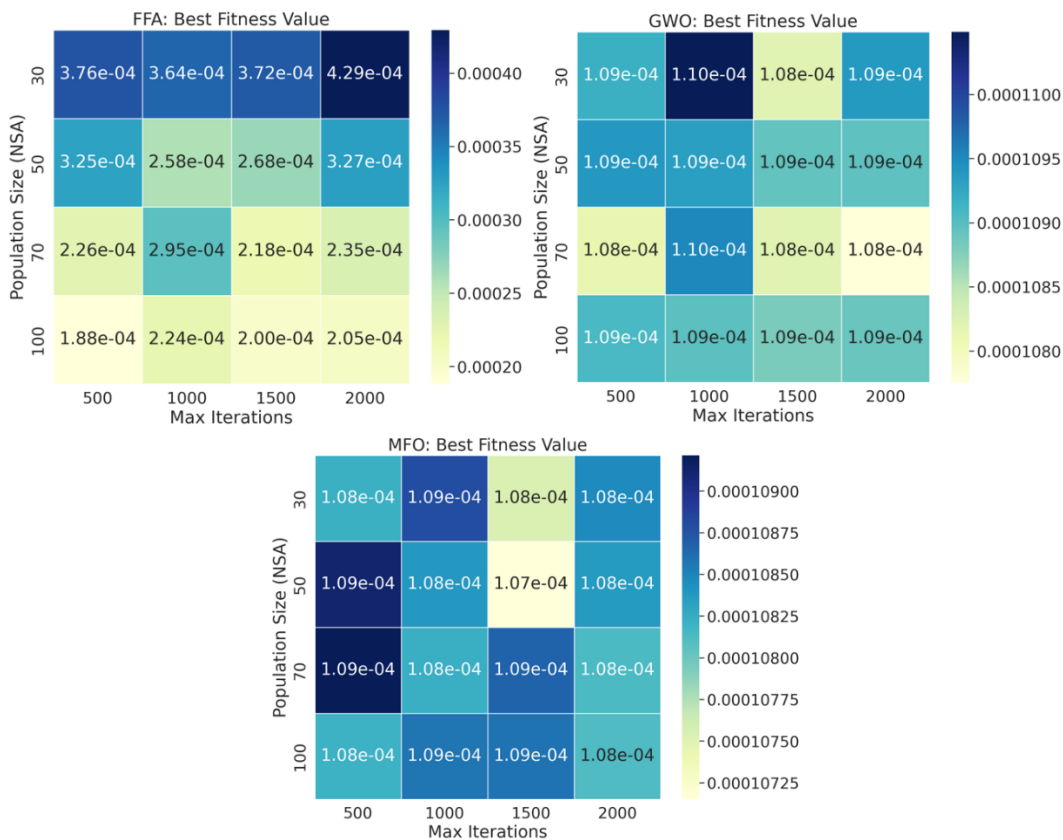 FFA: Best Fitness Value
Population Size (NSA)
30
3.76e-04 3.64e-04 3.72e-04 4.29e-04
50
3.25e-04 2.58e-04 2.68e-04 3.27e-04
70
2.26e-04 2.95e-04 2.18e-04 2.35e-04
100
1.88e-04 2.24e-04 2.00e-04 2.05e-04
500 1000 1500 2000
Max Iterations
0.00040
0.00035
0.00030
0.00025
0.00020
GWO: Best Fitness Value
Population Size (NSA)
30
1.09e-04 1.10e-04 1.08e-04 1.09e-04
50
1.09e-04 1.09e-04 1.09e-04 1.09e-04
70
1.08e-04 1.10e-04 1.08e-04 1.08e-04
100
1.09e-04 1.09e-04 1.09e-04 1.09e-04
500 1000 1500 2000
Max Iterations
0.0001100
0.0001095
0.0001090
0.0001085
0.0001080
MFO: Best Fitness Value
Population Size (NSA)
30
1.08e-04 1.09e-04 1.08e-04 1.08e-04
50
1.09e-04 1.08e-04 1.07e-04 1.08e-04
70
1.09e-04 1.08e-04 1.09e-04 1.08e-04
100
1.08e-04 1.09e-04 1.09e-04 1.08e-04
500 1000 1500 2000
Max Iterations
0.00010900
0.00010875
0.00010850
0.00010825
0.00010800
0.00010775
0.00010750
0.00010725